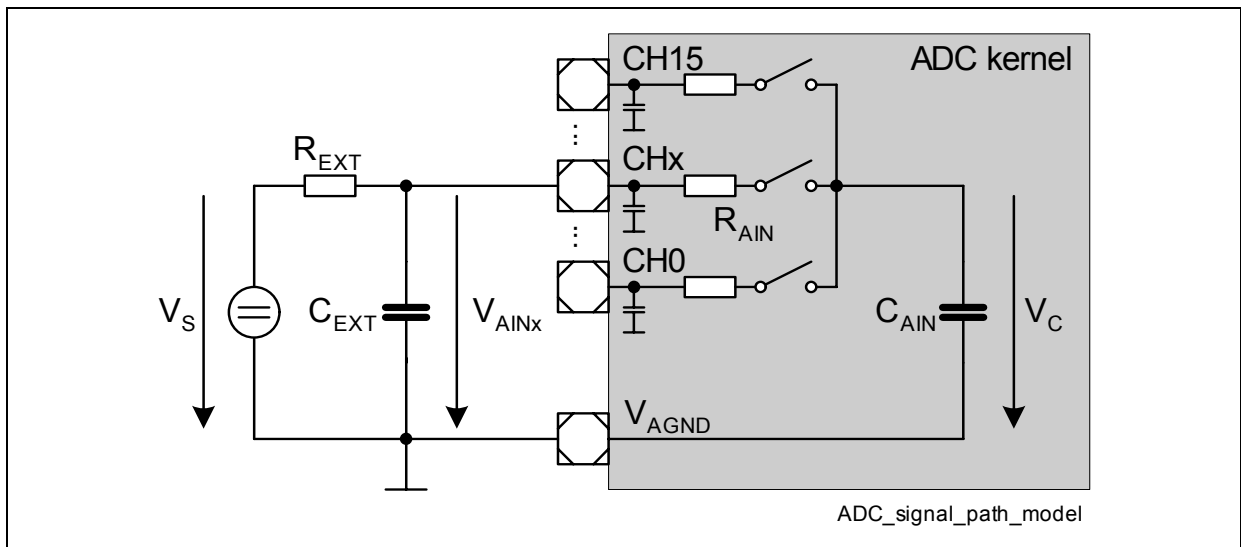 CH15
ADC kernel
R_EXT
CHx
R_AIN
CH0
V_S
C_EXT
V_AINx
C_AIN
V_C
V_AGND
ADC_signal_path_model